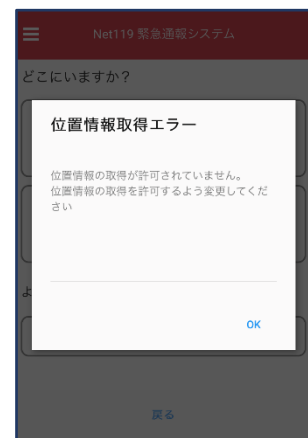 Net119 緊急通報システム
どこにいますか？
位置情報取得エラー
位置情報の取得が許可されていません。
位置情報の取得を許可するよう変更してくだ
さい
よ
OK
戻る